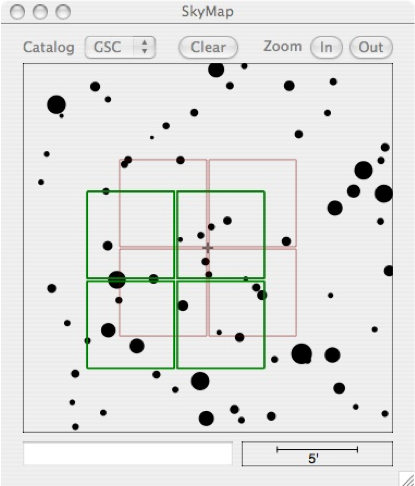 SkyMap
Catalog GSC Clear Zoom In Out
5'